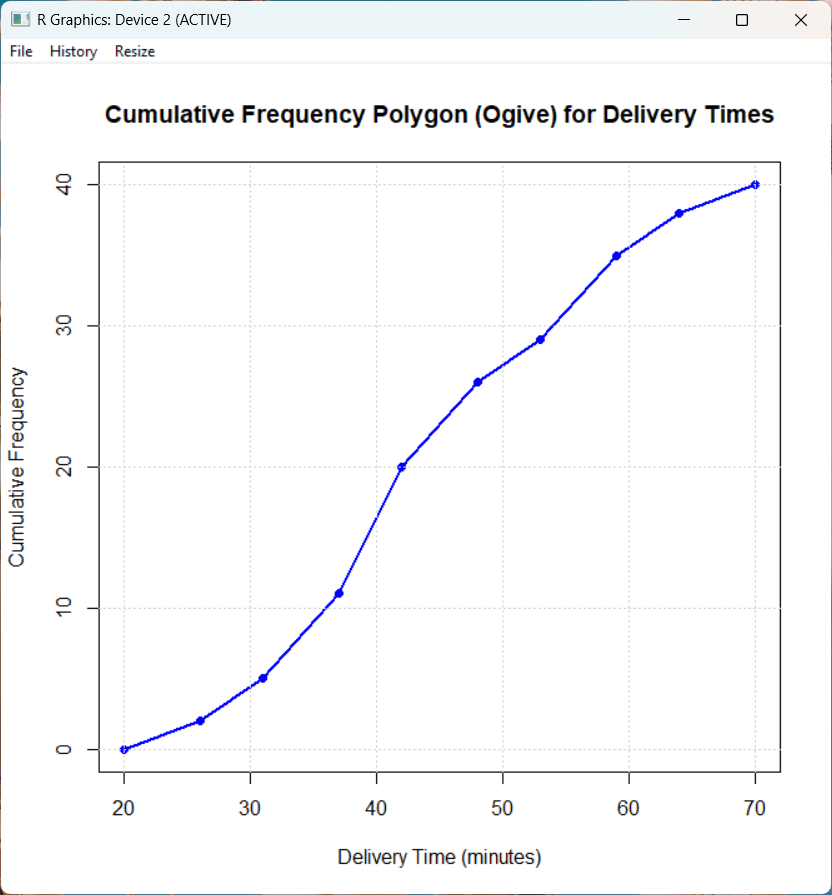 R Graphics: Device 2 (ACTIVE)
File History Resize
Cumulative Frequency Polygon (Ogive) for Delivery Times
Cumulative Frequency
40
30
20
10
0
20 30 40 50 60 70
Delivery Time (minutes)